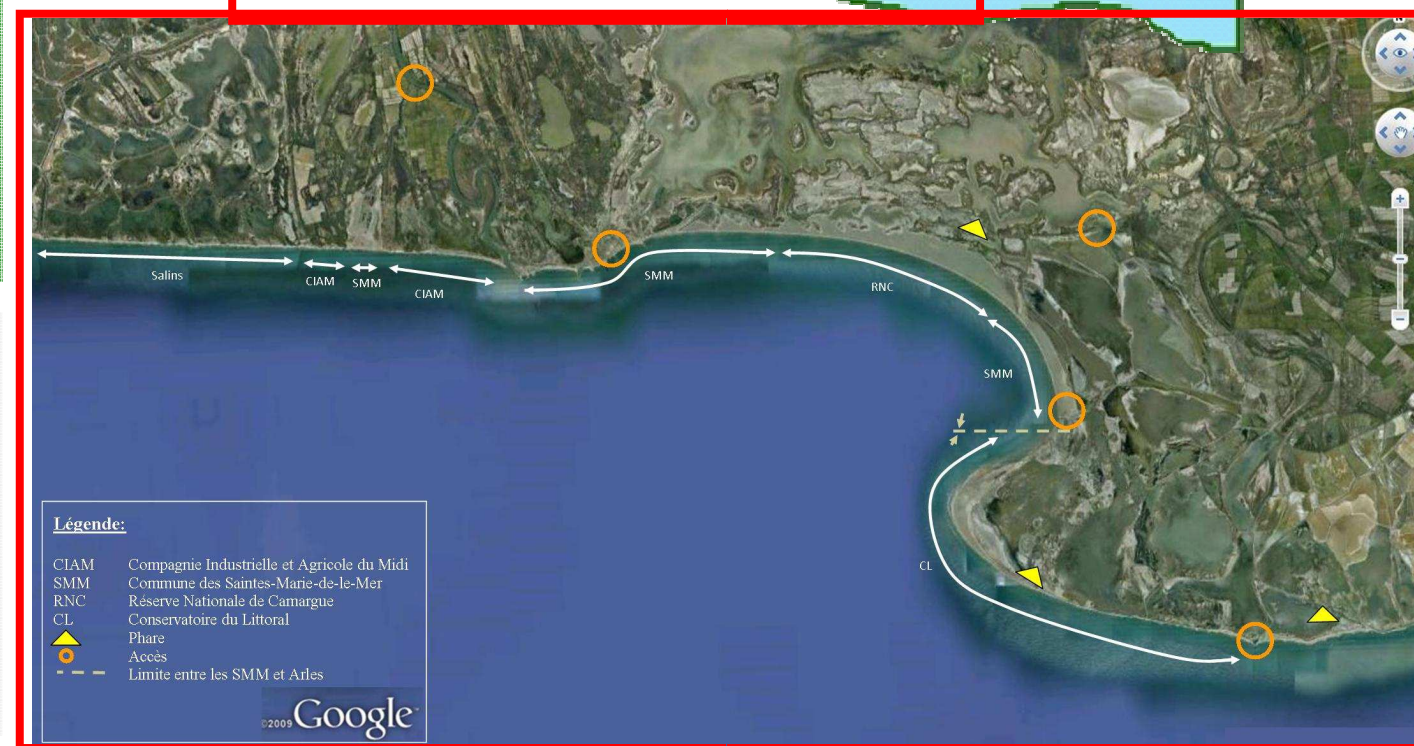 Salins
CIAM
SMM
CIAM
SMM
RNC
SMM
CL
Légende:
CIAM Compagnie Industrielle et Agricole du Midi
SMM Commune des Saintes-Marie-de-le-Mer
RNC Réserve Nationale de Camargue
CL Conservatoire du Littoral
Phare
Accès
Limite entre les SMM et Arles
©2009 Google